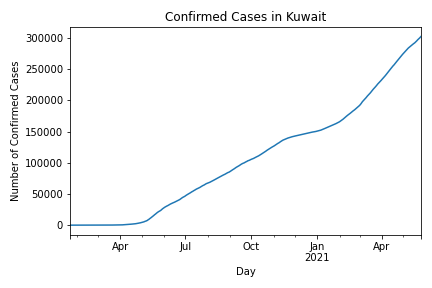 Confirmed Cases in Kuwait
300000
250000
200000
150000
100000
50000
0
Number of Confirmed Cases
Apr Jul Oct Jan Apr
2021
Day